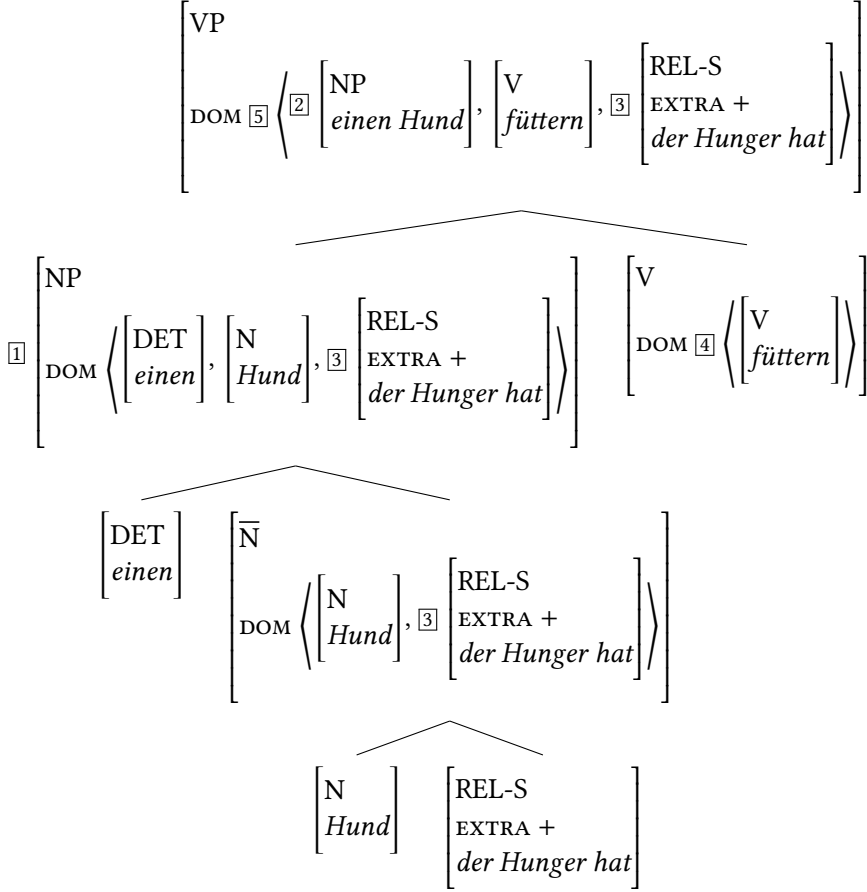 VP
DOM 5 ⟨ 2 [NP einen Hund], [V füttern], 3 [REL-S EXTRA + der Hunger hat] ⟩
1 [NP
DOM ⟨ [DET einen], [N Hund], 3 [REL-S EXTRA + der Hunger hat] ⟩]
[V
DOM 4 ⟨ [V füttern] ⟩]
[DET einen]
[N̅
DOM ⟨ [N Hund], 3 [REL-S EXTRA + der Hunger hat] ⟩]
[N Hund]
[REL-S EXTRA + der Hunger hat]